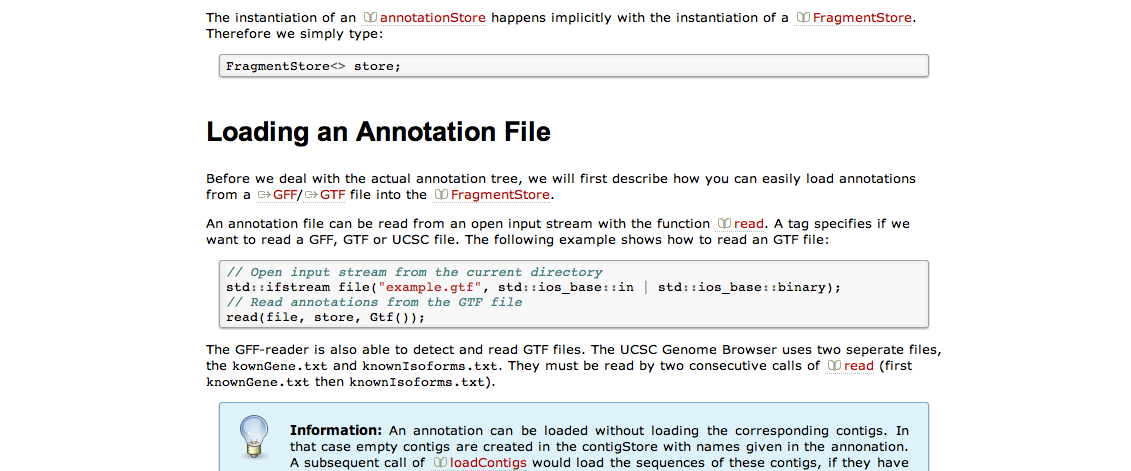 The instantiation of an annotationStore happens implicitly with the instantiation of a FragmentStore.
Therefore we simply type:
FragmentStore<> store;
Loading an Annotation File
Before we deal with the actual annotation tree, we will first describe how you can easily load annotations
from a GFF/GTF file into the FragmentStore.
An annotation file can be read from an open input stream with the function read. A tag specifies if we
want to read a GFF, GTF or UCSC file. The following example shows how to read an GTF file:
// Open input stream from the current directory
std::ifstream file("example.gtf", std::ios_base::in | std::ios_base::binary);
// Read annotations from the GTF file
read(file, store, Gtf());
The GFF-reader is also able to detect and read GTF files. The UCSC Genome Browser uses two seperate files,
the kownGene.txt and knownIsoforms.txt. They must be read by two consecutive calls of read (first
knownGene.txt then knownIsoforms.txt).
Information: An annotation can be loaded without loading the corresponding contigs. In
that case empty contigs are created in the contigStore with names given in the annonation.
A subsequent call of loadContigs would load the sequences of these contigs, if they have